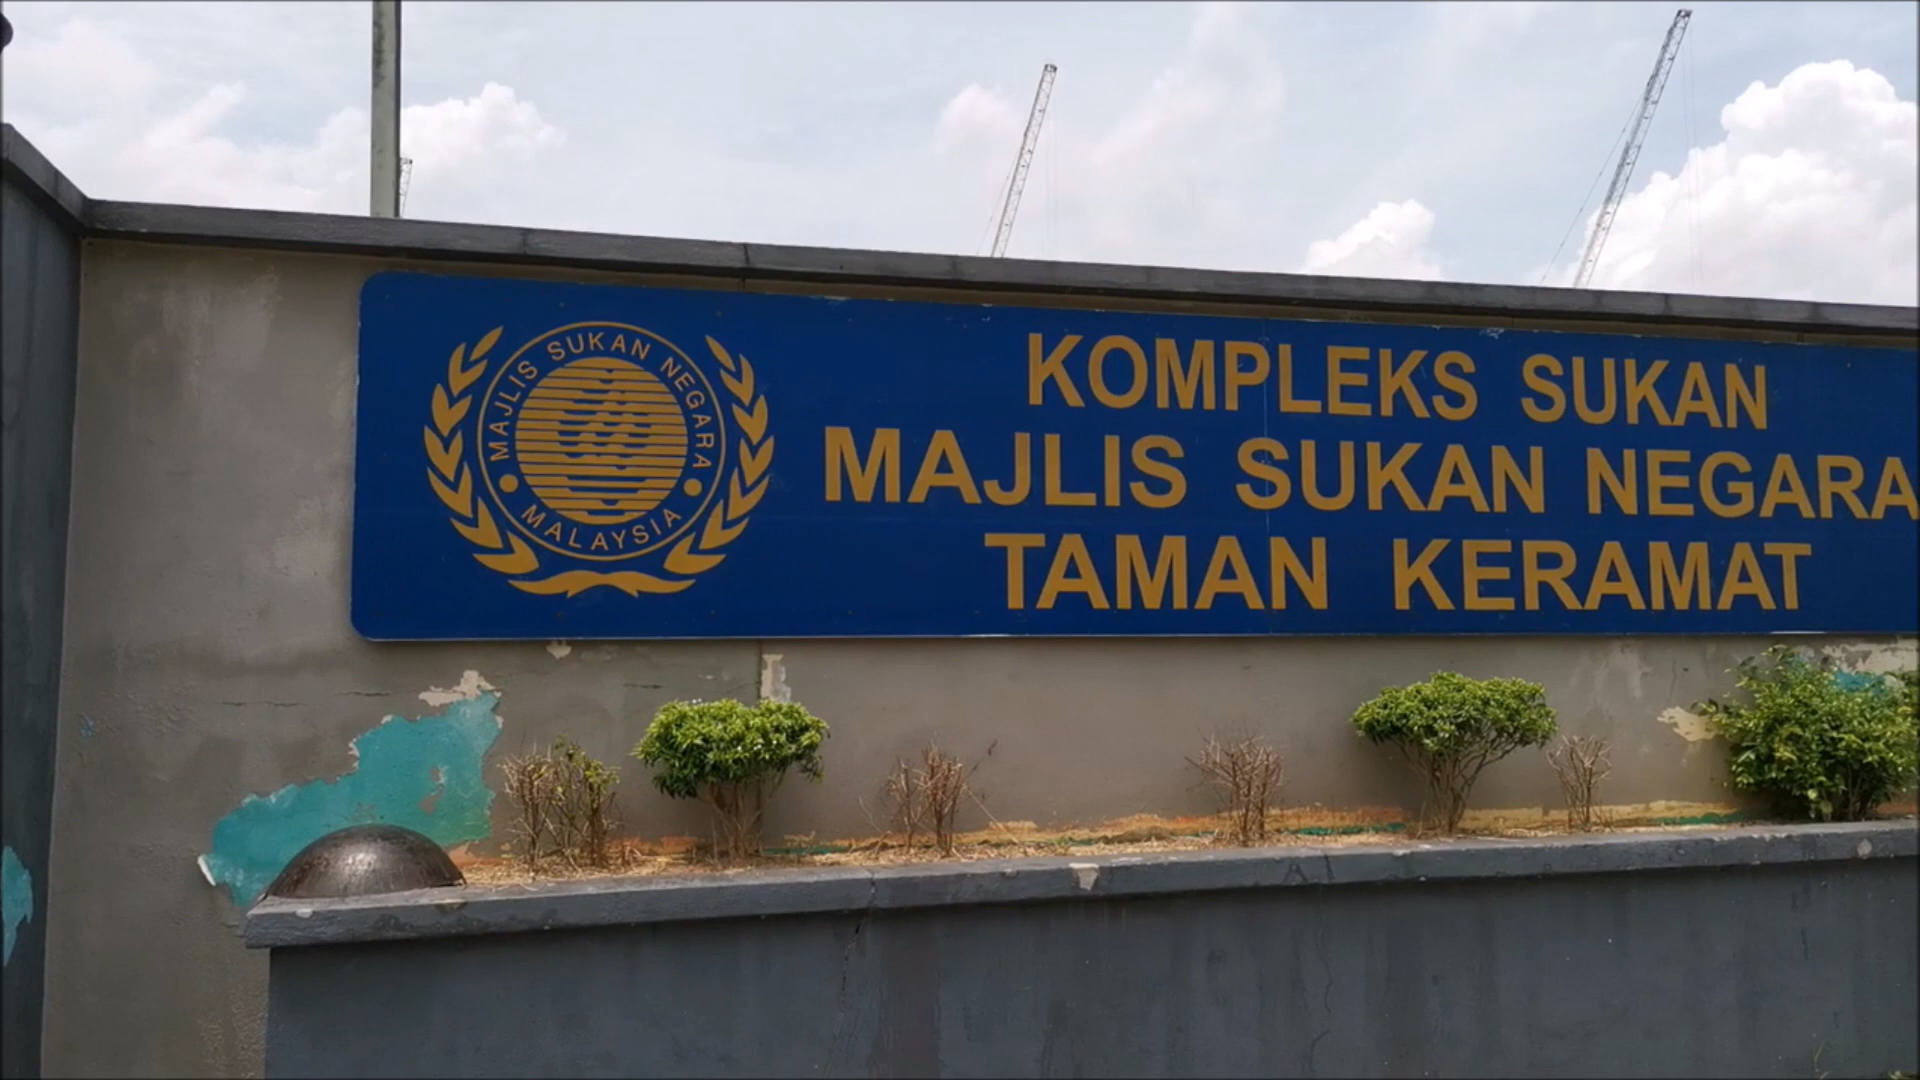 MAJLIS SUKAN NEGARA
MALAYSIA
KOMPLEKS SUKAN
MAJLIS SUKAN NEGARA
TAMAN KERAMAT